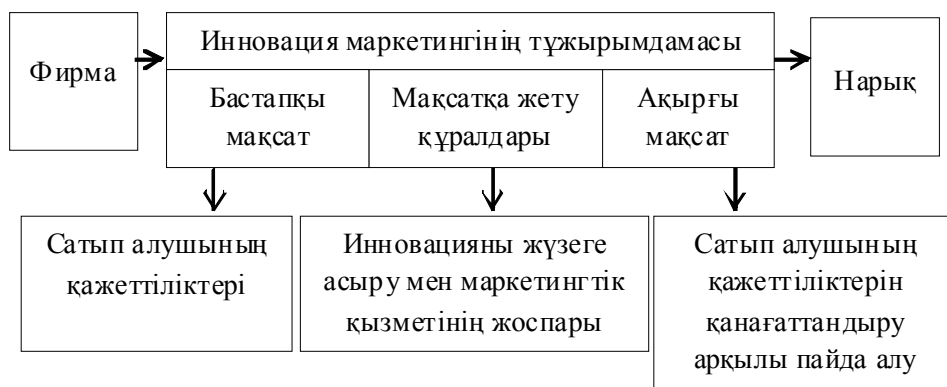 Фирма
Инновация маркетингінің тұжырымдамасы
Нарық
Бастапқы
мақсат
Мақсатқа жету
құралдары
Ақырғы
мақсат
Сатып алушының
қажеттіліктері
Инновацияны жүзеге
асыру мен маркетингтік
қызметінің жоспары
Сатып алушының
қажеттіліктерін
қанағаттандыру
арқылы пайда алу